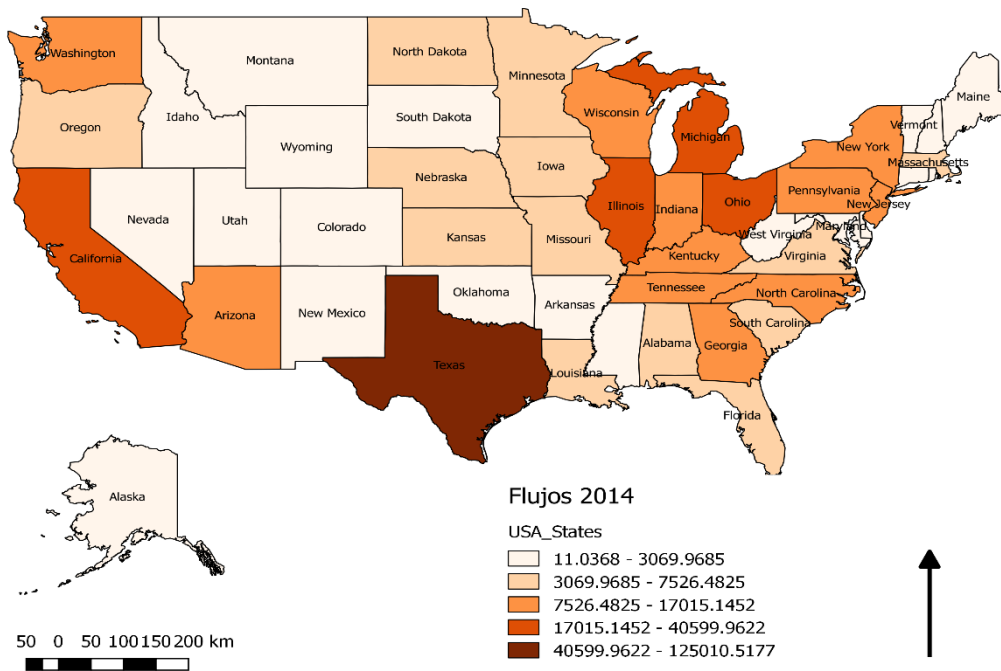 Washington
Montana
North Dakota
Minnesota
Maine
Oregon
Idaho
South Dakota
Wisconsin
Michigan
Vermont
New York
Wyoming
Massachusetts
Iowa
Nebraska
Pennsylvania
New Jersey
Nevada
Utah
Colorado
Illinois
Indiana
Ohio
Maryland
West Virginia
Kansas
Missouri
Virginia
California
Kentucky
Oklahoma
Tennessee
North Carolina
Arizona
New Mexico
Arkansas
South Carolina
Texas
Alabama
Georgia
Louisiana
Florida
Alaska
Flujos 2014
USA_States
11.0368 - 3069.9685
3069.9685 - 7526.4825
7526.4825 - 17015.1452
17015.1452 - 40599.9622
40599.9622 - 125010.5177
50 0 50 100 150 200 km